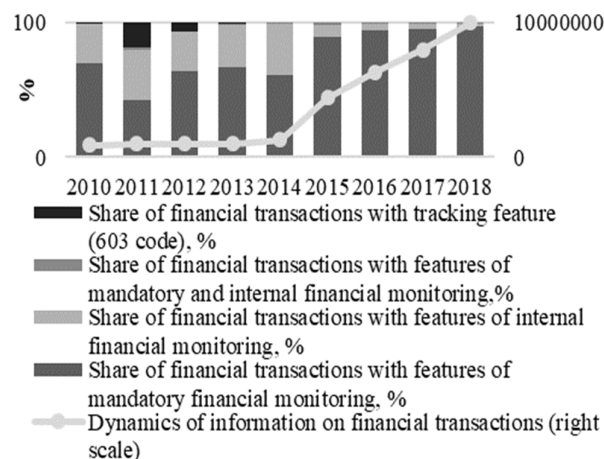 100
10000000
%
0
0
2010 2011 2012 2013 2014 2015 2016 2017 2018
Share of financial transactions with tracking feature
(603 code), %
Share of financial transactions with features of
mandatory and internal financial monitoring,%
Share of financial transactions with features of internal
financial monitoring, %
Share of financial transactions with features of
mandatory financial monitoring, %
Dynamics of information on financial transactions (right
scale)